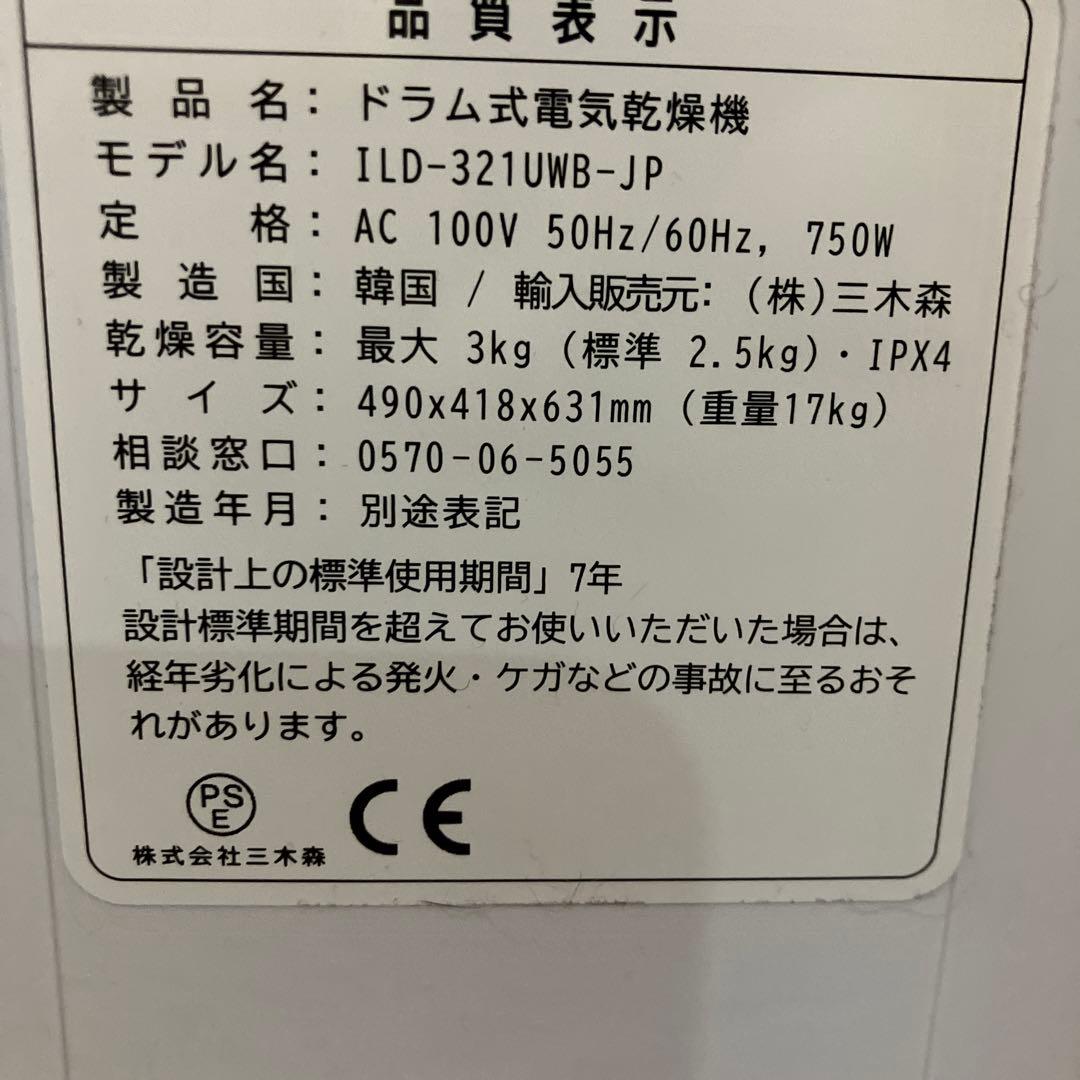 品質表示
製品名：ドラム式電気乾燥機
モデル名：ILD-321UWB-JP
定格：AC 100V 50Hz/60Hz, 750W
製造国：韓国 / 輸入販売元：(株)三木森
乾燥容量：最大 3kg (標準 2.5kg)・IPX4
サイズ：490x418x631mm (重量17kg)
相談窓口：0570-06-5055
製造年月：別途表記
「設計上の標準使用期間」7年
設計標準期間を超えてお使いいただいた場合は、
経年劣化による発火・ケガなどの事故に至るおそ
れがあります。
PS
E
CE
株式会社三木森